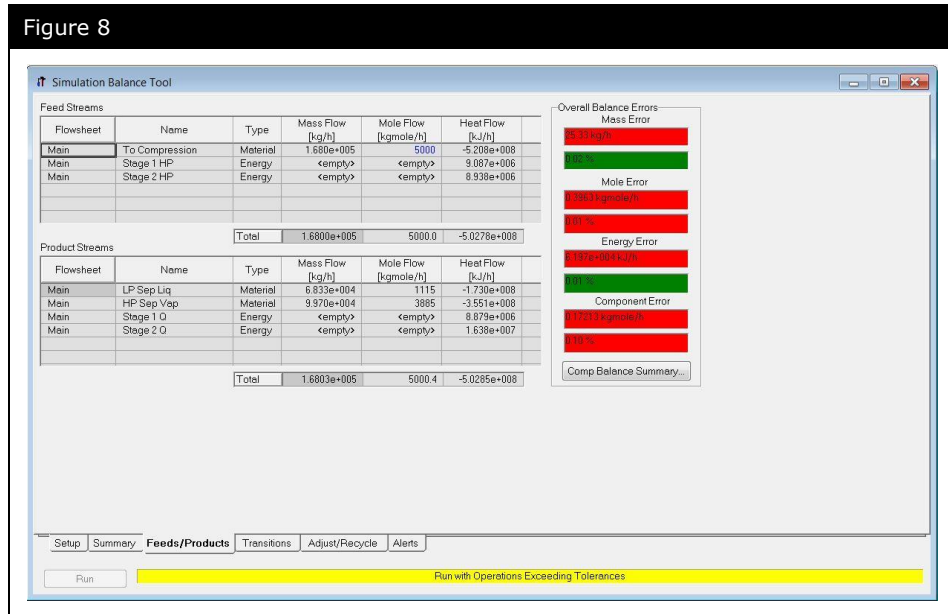 Figure 8
Simulation Balance Tool
Feed Streams
Flowsheet Name Type Mass Flow [kg/h] Mole Flow [kgmole/h] Heat Flow [kJ/h]
Main To Compression Material 1.680e+005 5000 -5.208e+008
Main Stage 1 HP Energy <empty> <empty> 9.087e+006
Main Stage 2 HP Energy <empty> <empty> 8.938e+006
Total 1.6800e+005 5000.0 -5.0278e+008
Product Streams
Flowsheet Name Type Mass Flow [kg/h] Mole Flow [kgmole/h] Heat Flow [kJ/h]
Main LP Sep Liq Material 6.833e+004 1115 -1.730e+008
Main HP Sep Vap Material 9.970e+004 3885 -3.551e+008
Main Stage 1 Q Energy <empty> <empty> 8.879e+006
Main Stage 2 Q Energy <empty> <empty> 1.638e+007
Total 1.6803e+005 5000.4 -5.0285e+008
Overall Balance Errors
Mass Error
25.33 kg/h
0.02 %
Mole Error
0.3863 kgmole/h
0.01 %
Energy Error
6.197e+004 kJ/h
0.01 %
Component Error
0.17213 kgmole/h
0.10 %
Comp Balance Summary...
Setup Summary Feeds/Products Transitions Adjust/Recycle Alerts
Run
Run with Operations Exceeding Tolerances